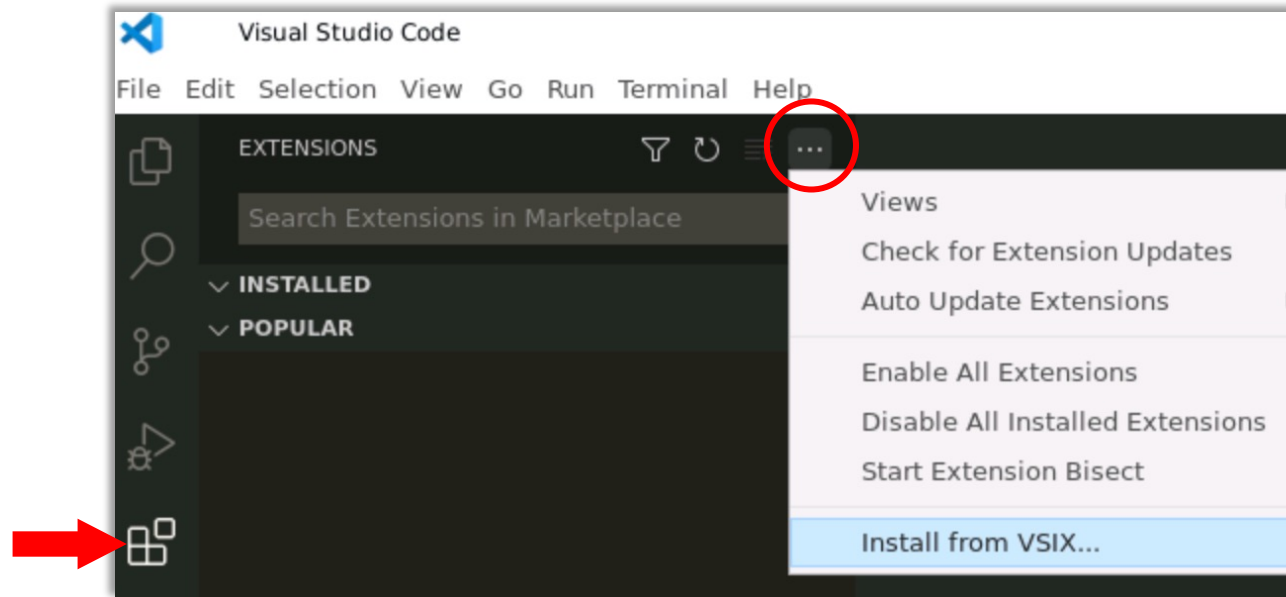 Visual Studio Code
File Edit Selection View Go Run Terminal Help
EXTENSIONS
Search Extensions in Marketplace
INSTALLED
POPULAR
Views
Check for Extension Updates
Auto Update Extensions
Enable All Extensions
Disable All Installed Extensions
Start Extension Bisect
Install from VSIX...